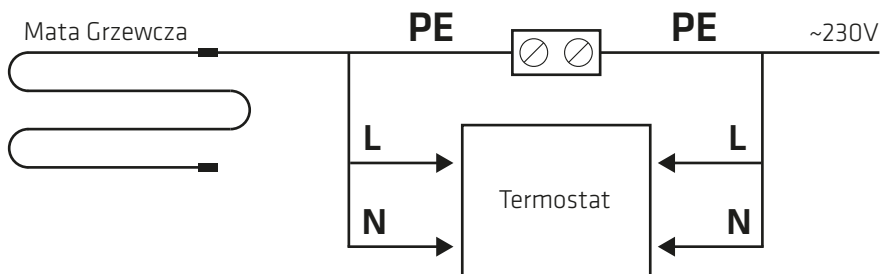 Mata Grzewcza
PE
PE
~230V
L
L
Termostat
N
N